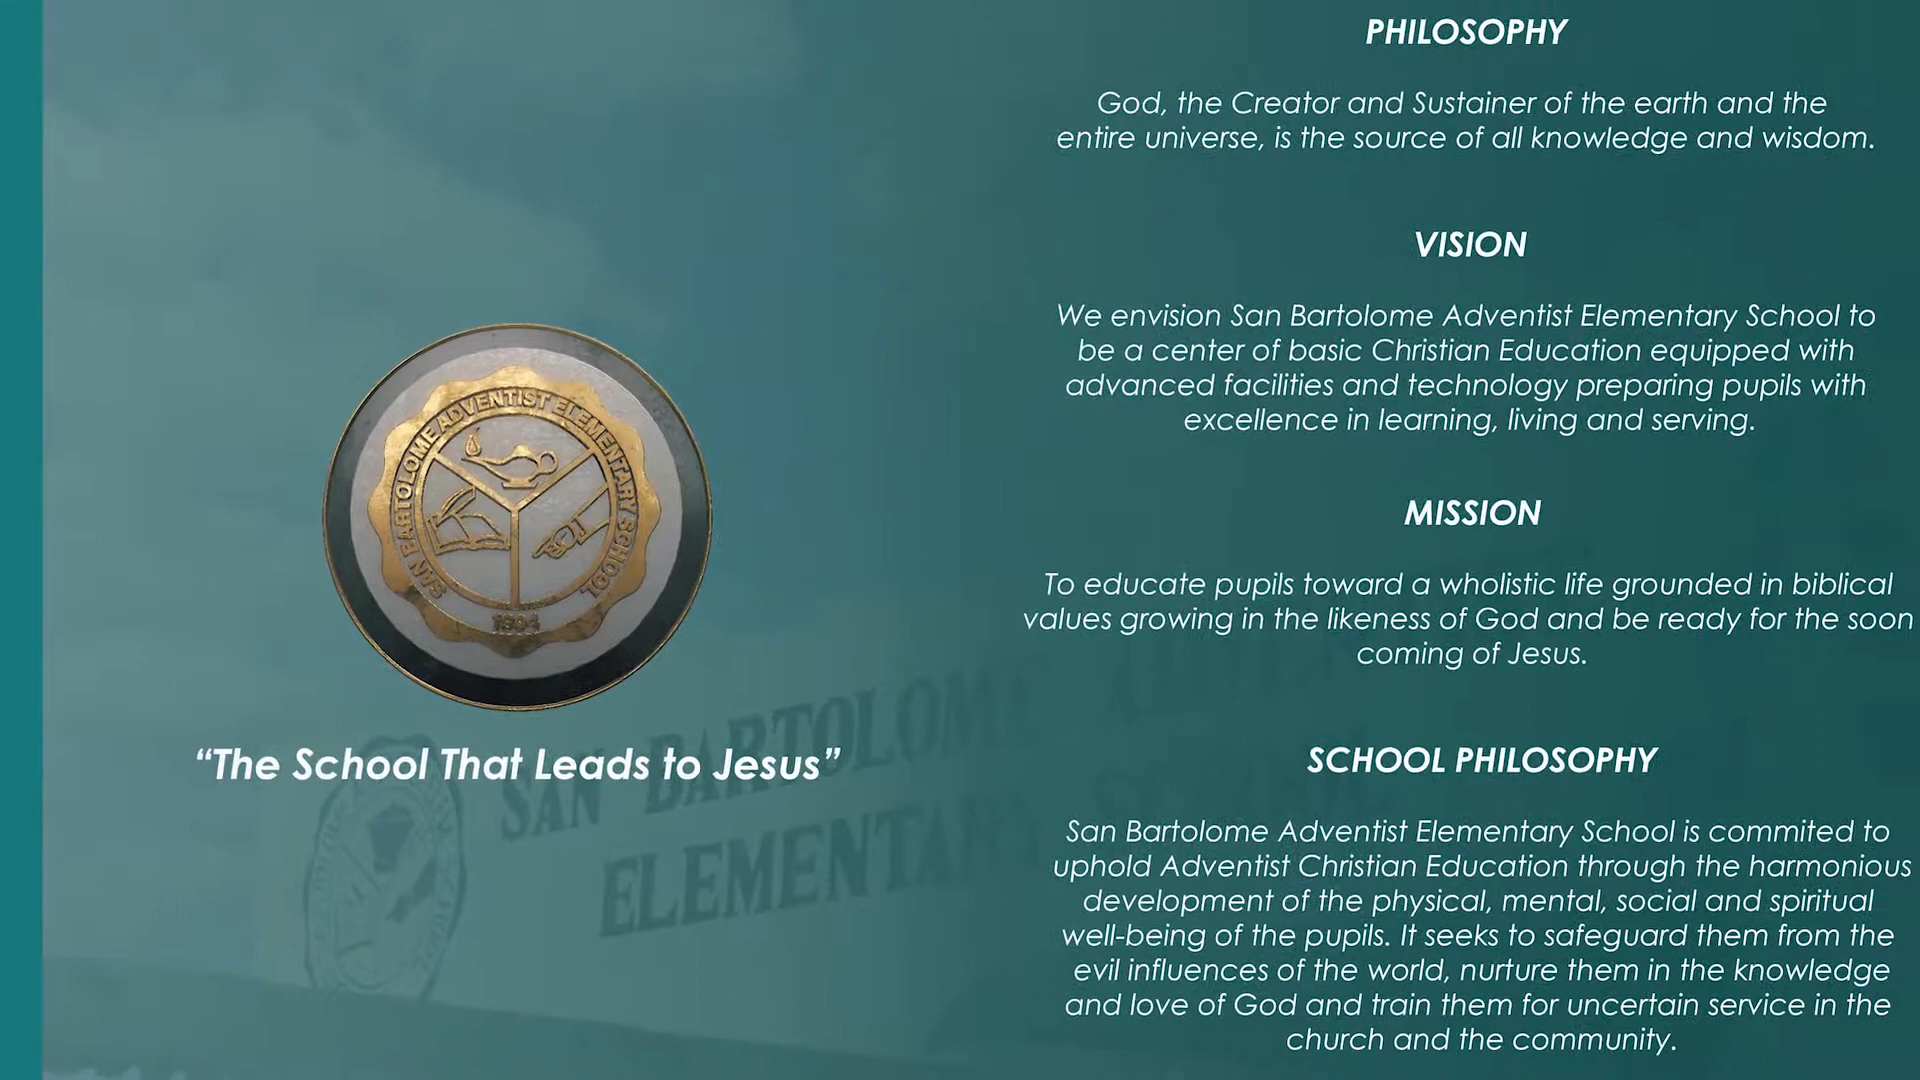 PHILOSOPHY
God, the Creator and Sustainer of the earth and the
entire universe, is the source of all knowledge and wisdom.
VISION
We envision San Bartolome Adventist Elementary School to
be a center of basic Christian Education equipped with
advanced facilities and technology preparing pupils with
excellence in learning, living and serving.
MISSION
To educate pupils toward a wholistic life grounded in biblical
values growing in the likeness of God and be ready for the soon
coming of Jesus.
SCHOOL PHILOSOPHY
San Bartolome Adventist Elementary School is commited to
uphold Adventist Christian Education through the harmonious
development of the physical, mental, social and spiritual
well-being of the pupils. It seeks to safeguard them from the
evil influences of the world, nurture them in the knowledge
and love of God and train them for uncertain service in the
church and the community.
SAN BARTOLOME ADVENTIST ELEMENTARY SCHOOL
“The School That Leads to Jesus”
SAN BARTOLOME
ELEMENTARY SCHOOL